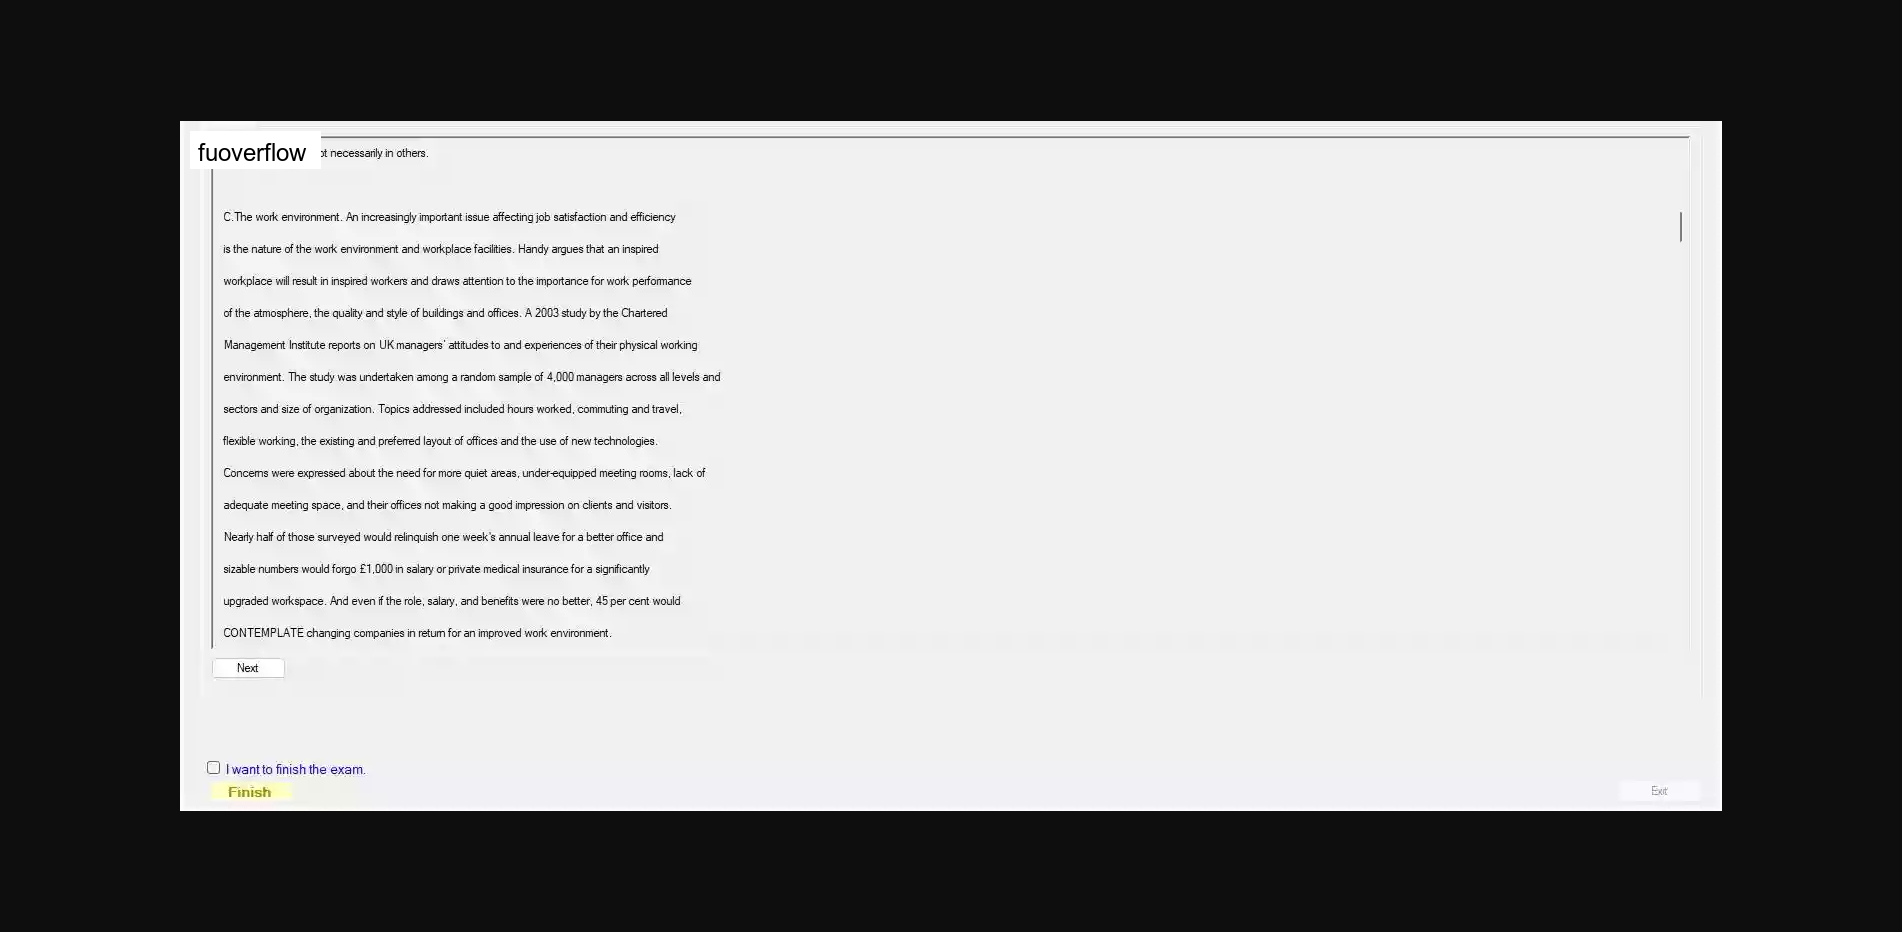 fuoverflow
necessarily in others.
C.The work environment. An increasingly important issue affecting job satisfaction and efficiency
is the nature of the work environment and workplace facilities. Handy argues that an inspired
workplace will result in inspired workers and draws attention to the importance for work performance
of the atmosphere, the quality and style of buildings and offices. A 2003 study by the Chartered
Management Institute reports on UK managers' attitudes to and experiences of their physical working
environment. The study was undertaken among a random sample of 4,000 managers across all levels and
sectors and size of organization. Topics addressed included hours worked, commuting and travel,
flexible working, the existing and preferred layout of offices and the use of new technologies.
Concerns were expressed about the need for more quiet areas, under-equipped meeting rooms, lack of
adequate meeting space, and their offices not making a good impression on clients and visitors.
Nearly half of those surveyed would relinquish one week's annual leave for a better office and
sizable numbers would forgo £1,000 in salary or private medical insurance for a significantly
upgraded workspace. And even if the role, salary, and benefits were no better, 45 per cent would
CONTEMPLATE changing companies in return for an improved work environment.
Next
I want to finish the exam.
Finish
Exit